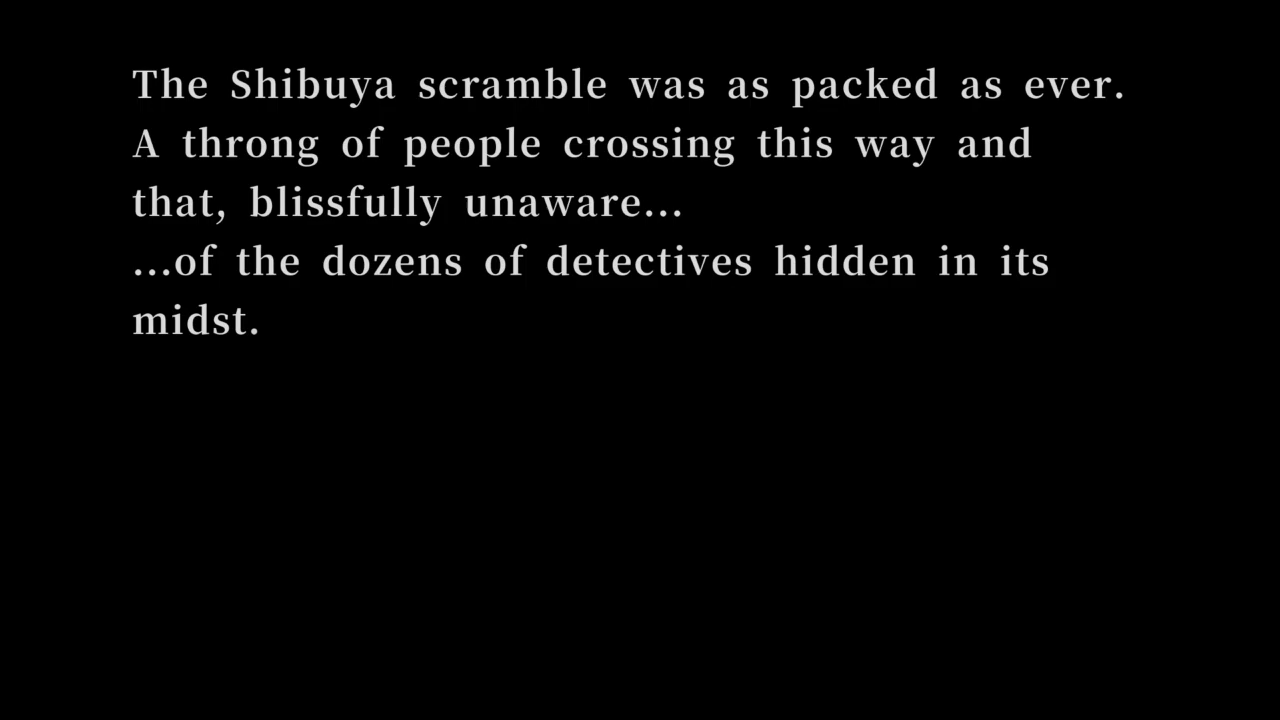 The Shibuya scramble was as packed as ever.
A throng of people crossing this way and
that, blissfully unaware...
...of the dozens of detectives hidden in its
midst.